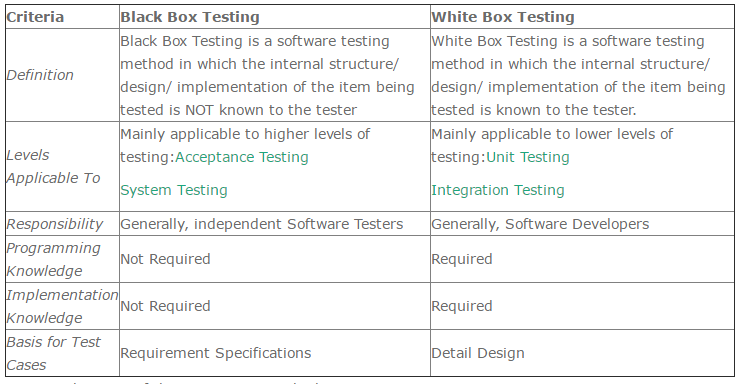 Criteria Black Box Testing White Box Testing
Definition
Black Box Testing is a software testing
method in which the internal structure/
design/ implementation of the item being
tested is NOT known to the tester
White Box Testing is a software testing
method in which the internal structure/
design/ implementation of the item being
tested is known to the tester.
Levels
Applicable To
Mainly applicable to higher levels of
testing:Acceptance Testing
System Testing
Mainly applicable to lower levels of
testing:Unit Testing
Integration Testing
Responsibility Generally, independent Software Testers Generally, Software Developers
Programming
Knowledge
Not Required
Required
Implementation
Knowledge
Not Required
Required
Basis for Test
Cases
Requirement Specifications
Detail Design